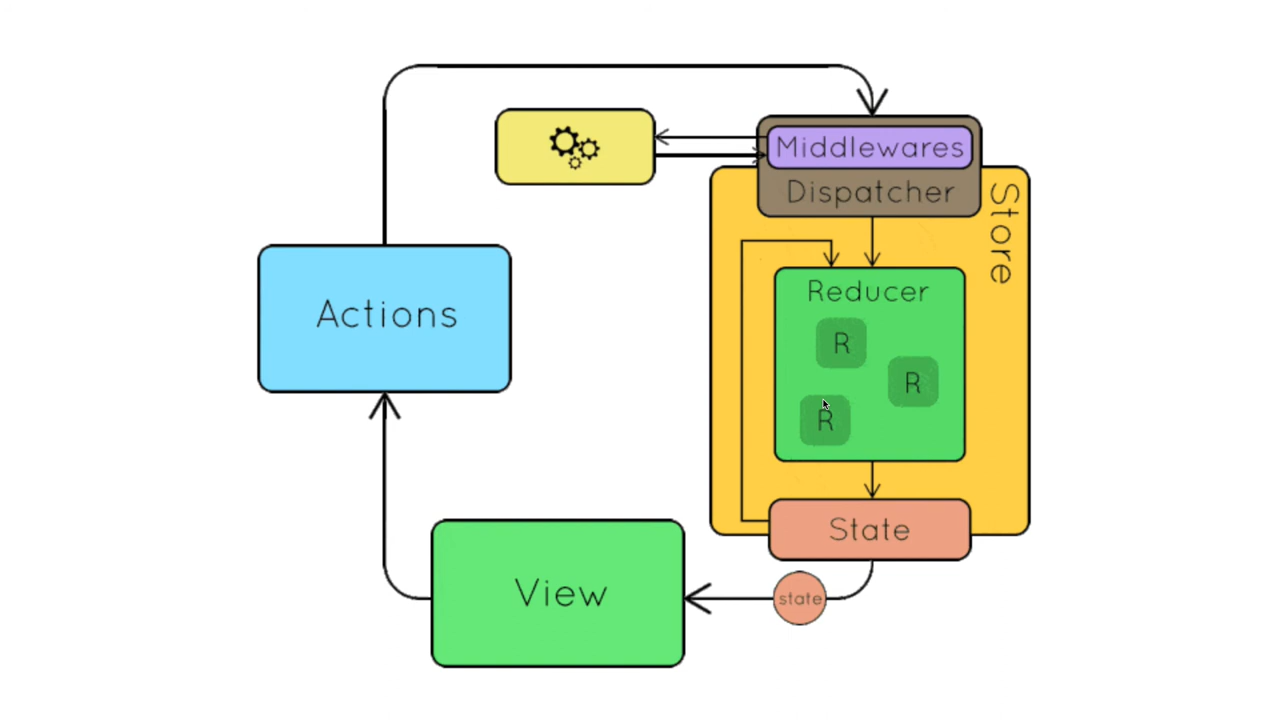 Middlewares
Dispatcher
Store
Actions
Reducer
R
R
R
State
View
state